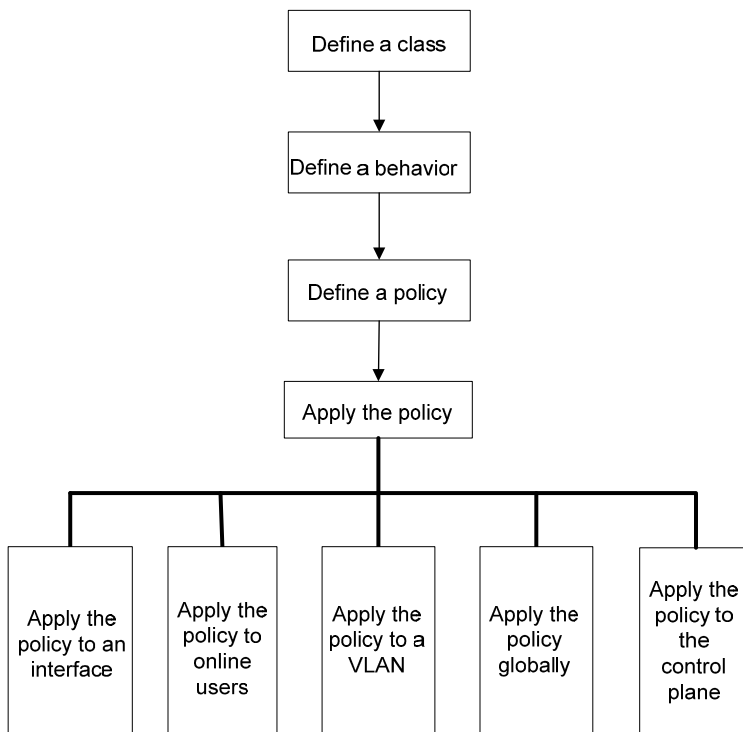 Define a class
Define a behavior
Define a policy
Apply the policy
Apply the
policy to an
interface
Apply the
policy to
online
users
Apply the
policy to a
VLAN
Apply the
policy
globally
Apply the
policy to
the
control
plane